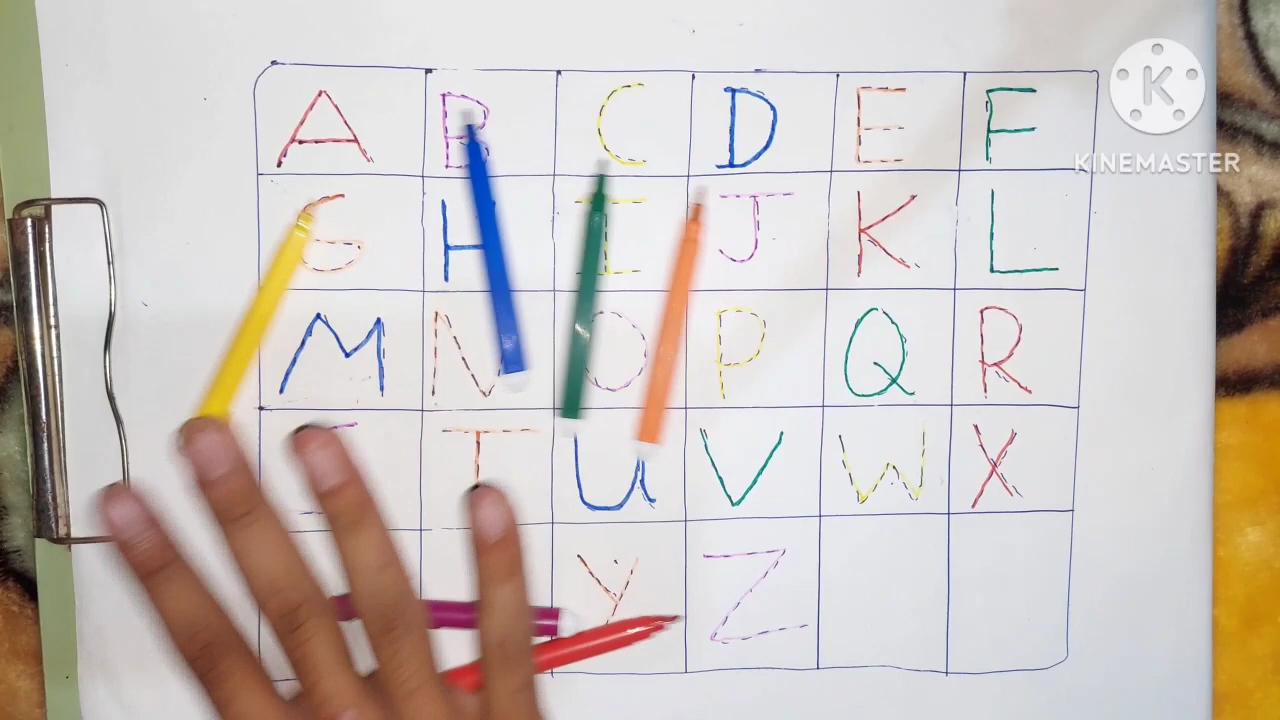 A B C D E F
G H I J K L
M N O P Q R
T U V W X
Y Z
K
KINEMASTER